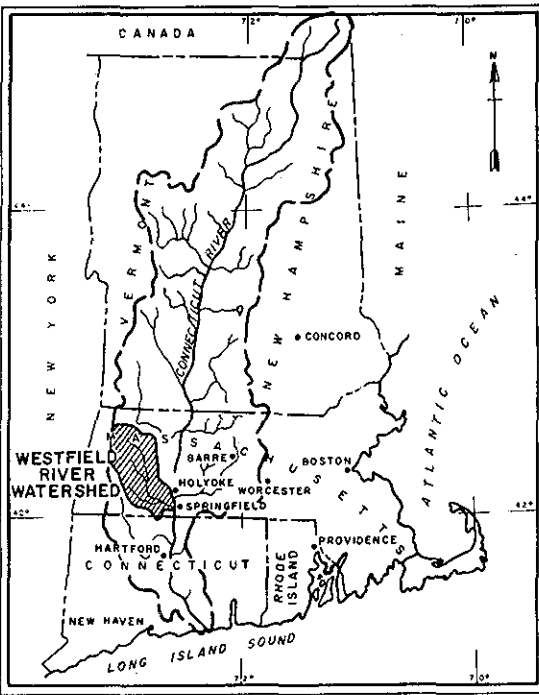 72°
70°
CANADA
N
44°
44°
VERMONT
NEW HAMPSHIRE
MAINE
NEW YORK
CONNECTICUT RIVER
CONCORD
ATLANTIC OCEAN
MASSACHUSETTS
BARRE
BOSTON
WESTFIELD
RIVER
WATERSHED
HOLYOKE
WORCESTER
SPRINGFIELD
42°
42°
HARTFORD
PROVIDENCE
CONNECTICUT
RHODE
ISLAND
NEW HAVEN
LONG ISLAND SOUND
72°
70°